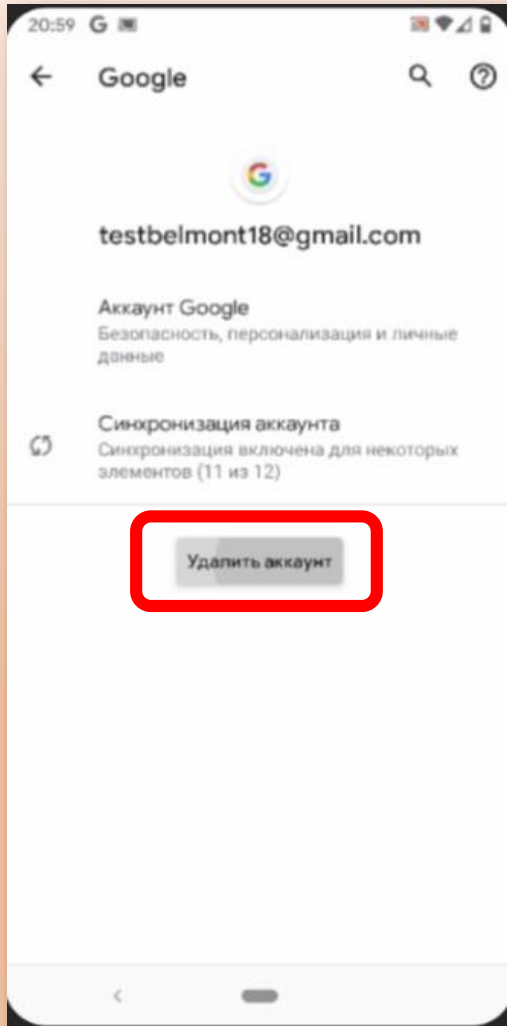 20:59 G
Google
G
testbelmont18@gmail.com
Аккаунт Google
Безопасность, персонализация и личные
данные
Синхронизация аккаунта
Синхронизация включена для некоторых
элементов (11 из 12)
Удалить аккаунт